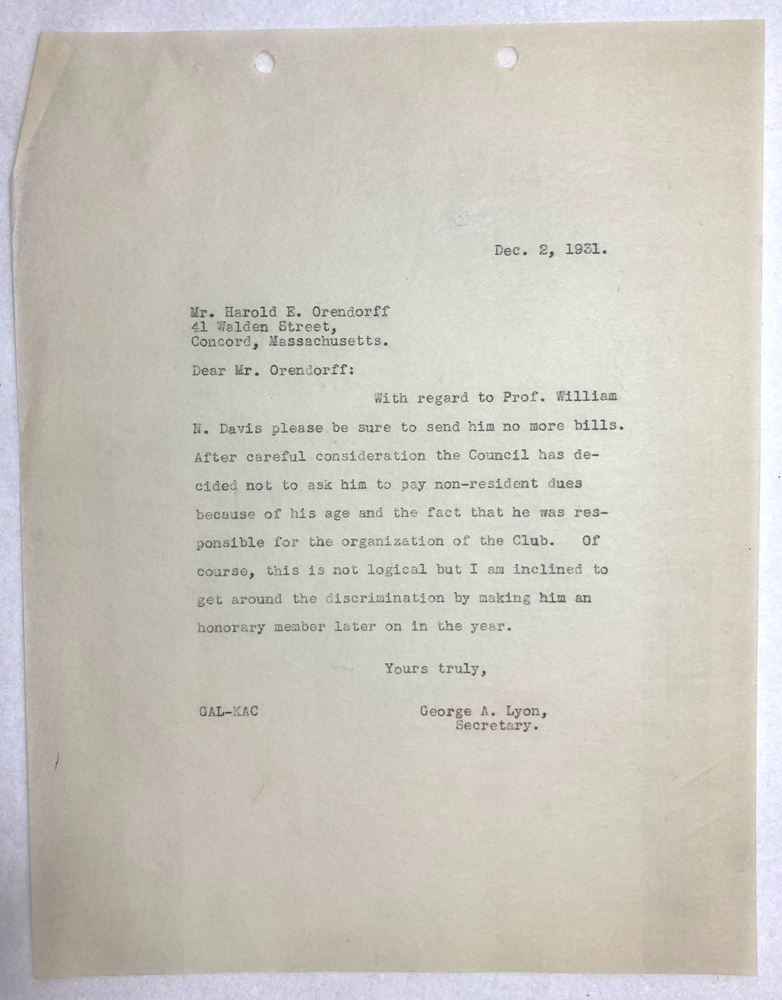 Dec. 2, 1931.
Mr. Harold E. Orendorff
41 Walden Street,
Concord, Massachusetts.
Dear Mr. Orendorff:
With regard to Prof. William
N. Davis please be sure to send him no more bills.
After careful consideration the Council has de-
cided not to ask him to pay non-resident dues
because of his age and the fact that he was res-
ponsible for the organization of the Club. Of
course, this is not logical but I am inclined to
get around the discrimination by making him an
honorary member later on in the year.
Yours truly,
GAL-KAC George A. Lyon,
Secretary.